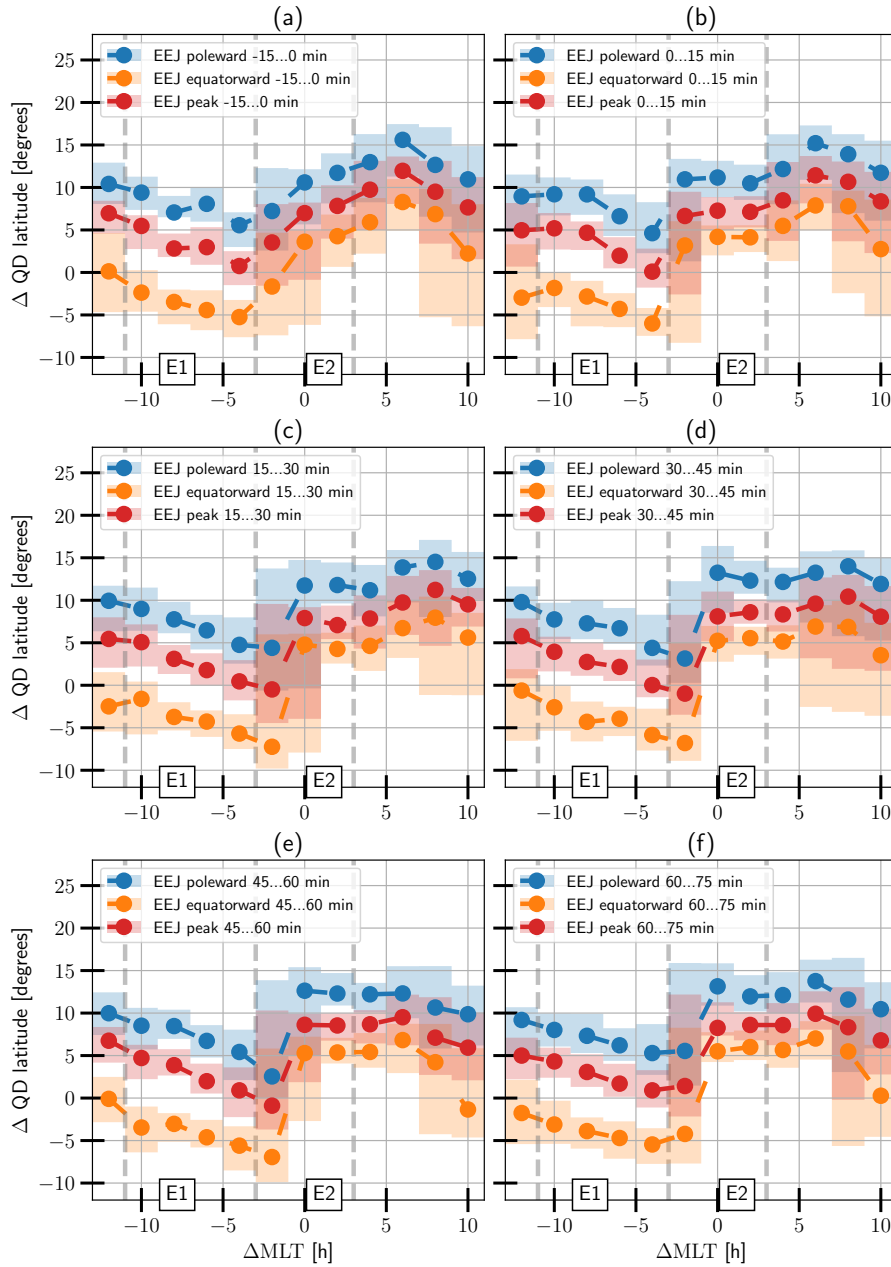 (a)
(b)
EEJ poleward -15...0 min
EEJ equatorward -15...0 min
EEJ peak -15...0 min
EEJ poleward 0...15 min
EEJ equatorward 0...15 min
EEJ peak 0...15 min
Δ QD latitude [degrees]
25
20
15
10
5
0
−5
−10
E1
E2
E1
E2
−10
−5
0
5
10
−10
−5
0
5
10
(c)
(d)
EEJ poleward 15...30 min
EEJ equatorward 15...30 min
EEJ peak 15...30 min
EEJ poleward 30...45 min
EEJ equatorward 30...45 min
EEJ peak 30...45 min
Δ QD latitude [degrees]
25
20
15
10
5
0
−5
−10
E1
E2
E1
E2
−10
−5
0
5
10
−10
−5
0
5
10
(e)
(f)
EEJ poleward 45...60 min
EEJ equatorward 45...60 min
EEJ peak 45...60 min
EEJ poleward 60...75 min
EEJ equatorward 60...75 min
EEJ peak 60...75 min
Δ QD latitude [degrees]
25
20
15
10
5
0
−5
−10
E1
E2
E1
E2
−10
−5
0
5
10
−10
−5
0
5
10
ΔMLT [h]
ΔMLT [h]